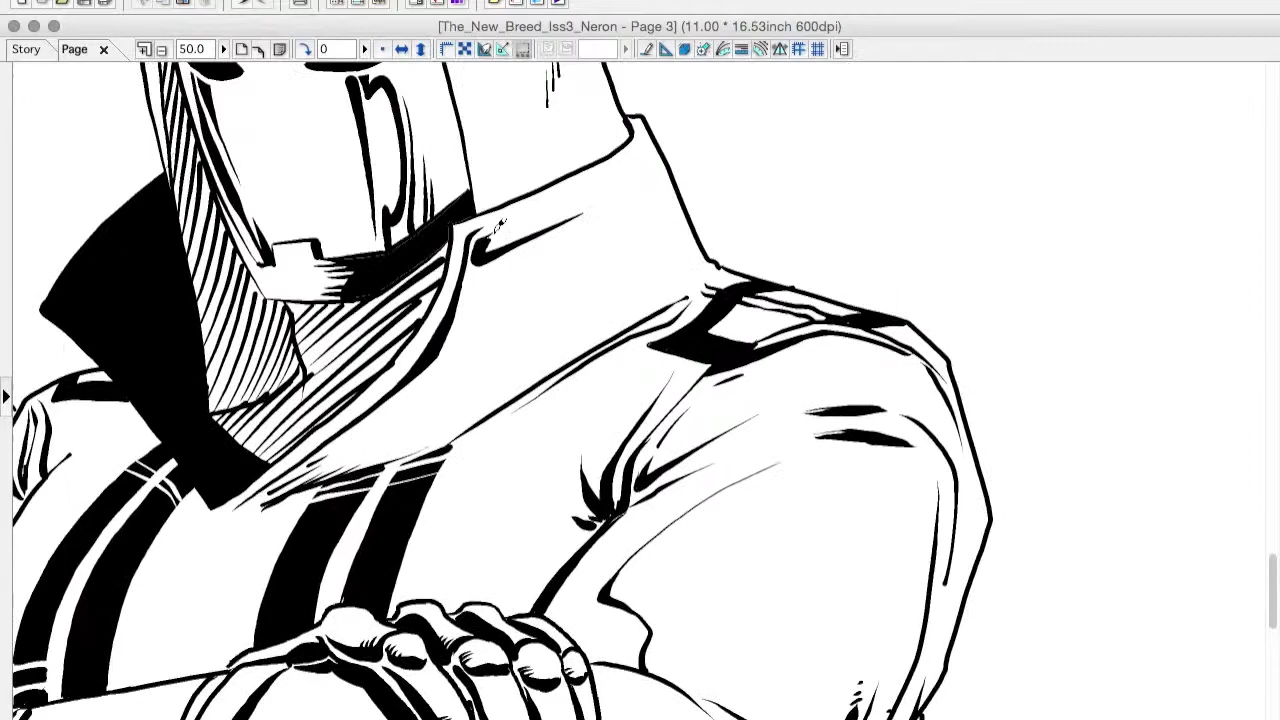 [The_New_Breed_Iss3_Neron - Page 3] (11.00 * 16.53inch 600dpi)
Story Page 50.0 0